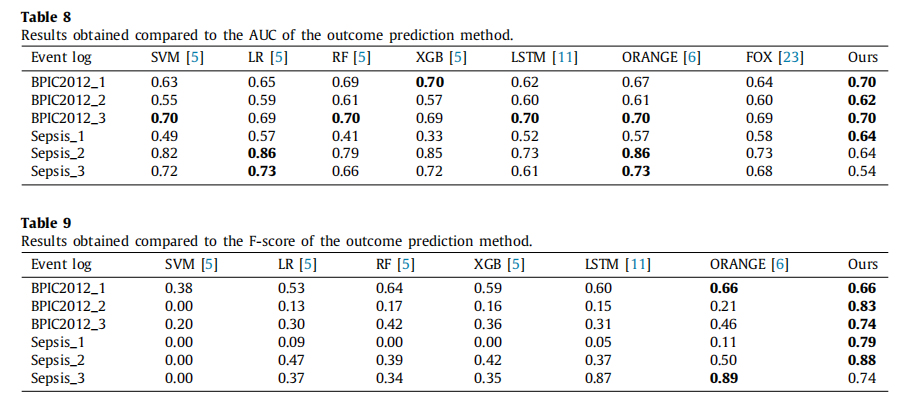 Table 8
Results obtained compared to the AUC of the outcome prediction method.
Event log SVM [5] LR [5] RF [5] XGB [5] LSTM [11] ORANGE [6] FOX [23] Ours
BPIC2012_1 0.63 0.65 0.69 0.70 0.62 0.67 0.64 0.70
BPIC2012_2 0.55 0.59 0.61 0.57 0.60 0.61 0.60 0.62
BPIC2012_3 0.70 0.69 0.70 0.69 0.70 0.70 0.69 0.70
Sepsis_1 0.49 0.57 0.41 0.33 0.52 0.57 0.58 0.64
Sepsis_2 0.82 0.86 0.79 0.85 0.73 0.86 0.73 0.64
Sepsis_3 0.72 0.73 0.66 0.72 0.61 0.73 0.68 0.54
Table 9
Results obtained compared to the F-score of the outcome prediction method.
Event log SVM [5] LR [5] RF [5] XGB [5] LSTM [11] ORANGE [6] Ours
BPIC2012_1 0.38 0.53 0.64 0.59 0.60 0.66 0.66
BPIC2012_2 0.00 0.13 0.17 0.16 0.15 0.21 0.83
BPIC2012_3 0.20 0.30 0.42 0.36 0.31 0.46 0.74
Sepsis_1 0.00 0.09 0.00 0.00 0.05 0.11 0.79
Sepsis_2 0.00 0.47 0.39 0.42 0.37 0.50 0.88
Sepsis_3 0.00 0.37 0.34 0.35 0.87 0.89 0.74